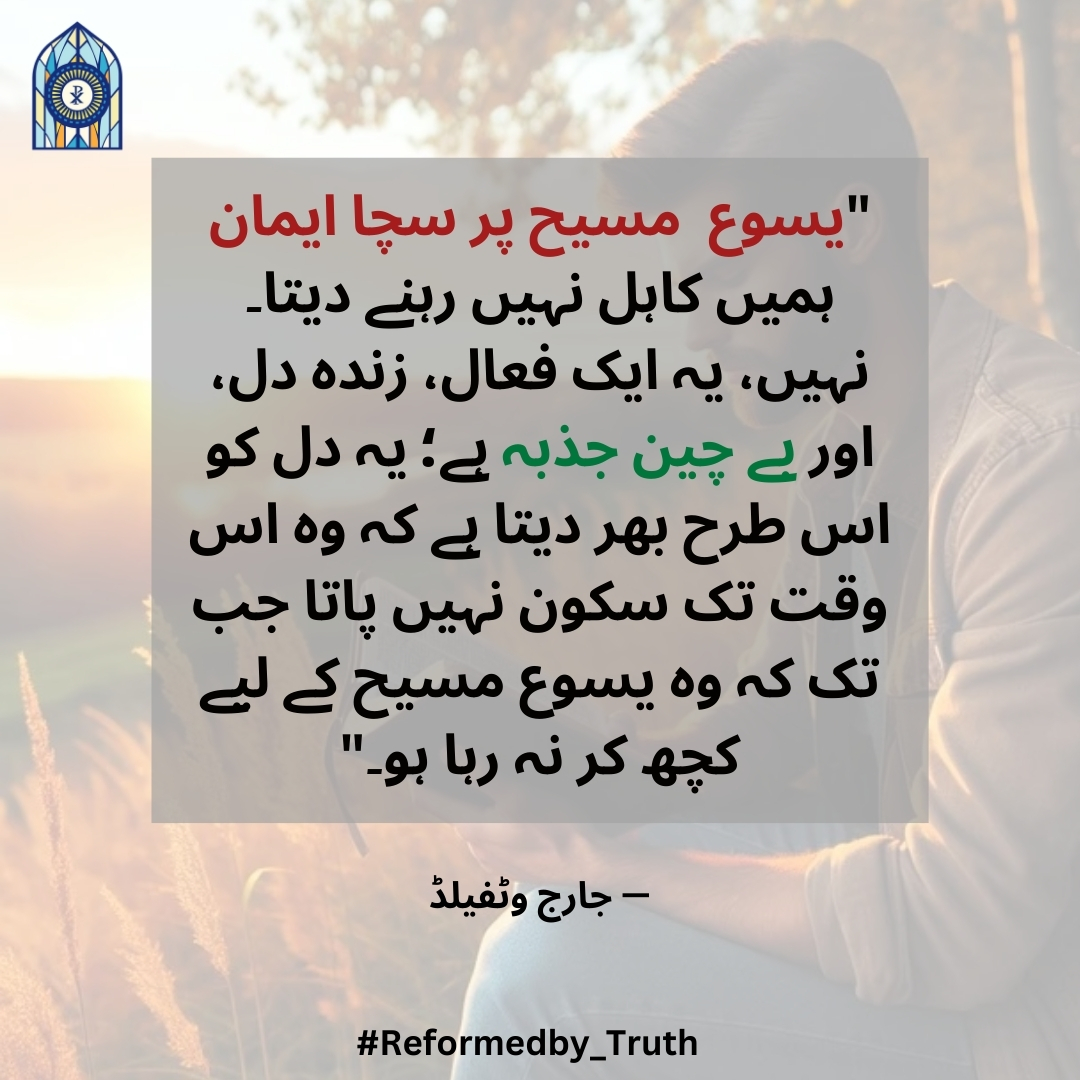 "یسوع مسیح پر سچا ایمان
ہمیں کاہل نہیں رہنے دیتا۔
نہیں، یہ ایک فعال، زندہ دل،
اور بے چین جذبہ ہے؛ یہ دل کو
اس طرح بھر دیتا ہے کہ وہ اس
وقت تک سکون نہیں پاتا جب
تک کہ وہ یسوع مسیح کے لیے
کچھ کر نہ رہا ہو۔"
— جارج وٹفیلڈ
#Reformedby_Truth